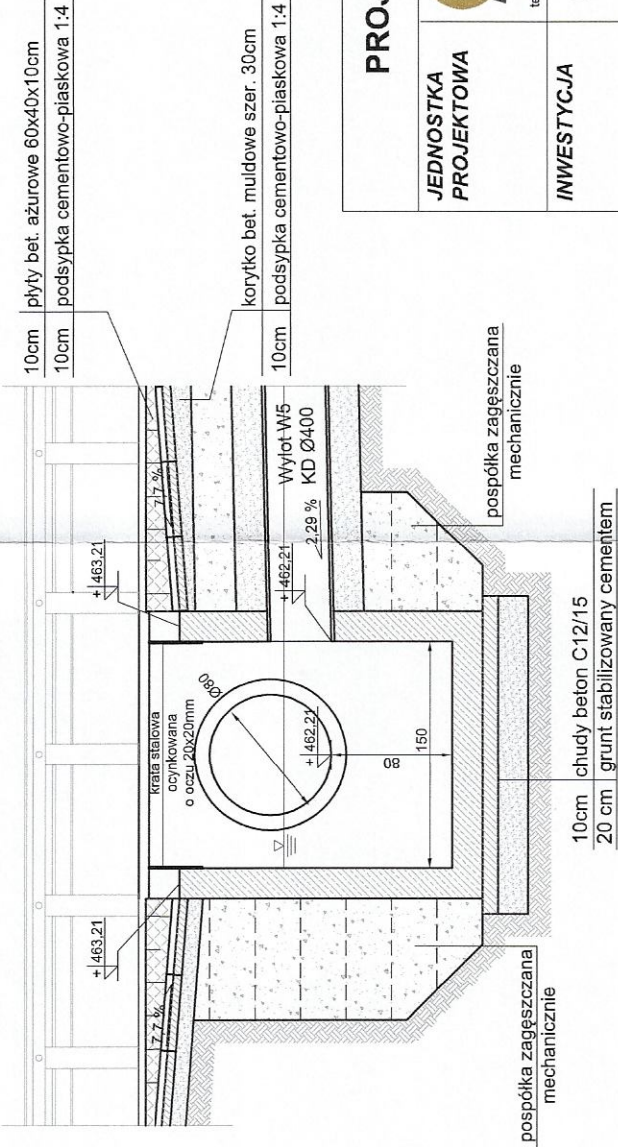 10cm płyty bet. ażurowe 60x40x10cm
10cm podsypka cementowo-piaskowa 1:4
korytko bet. muldowe szer. 30cm
10cm podsypka cementowo-piaskowa 1:4
+463,21
7,7 %
+463,21
7,7 %
krata stalowa
ocynkowana
o oczu 20x20mm
Ø80
+462,21
80
150
+462,21
Wylot W5
2,29 % KD Ø400
pospółka zagęszczana
mechanicznie
pospółka zagęszczana
mechanicznie
10cm chudy beton C12/15
20 cm grunt stabilizowany cementem
PROJ
JEDNOSTKA
PROJEKTOWA
te
INWESTYCJA